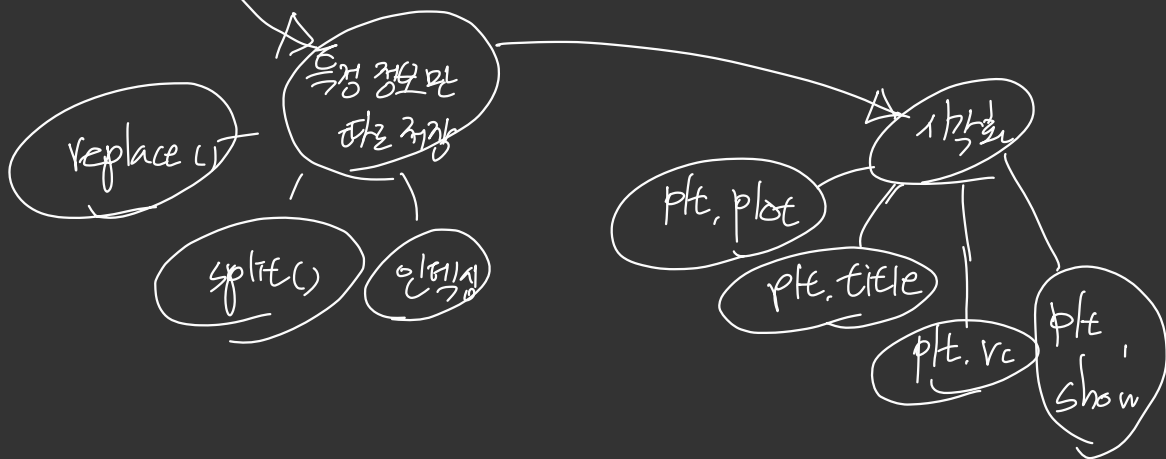 특정 정보만
따로 저장
replace()
split()
인덱싱
시각화
plt.plot
plt.title
plt.rc
plt.
show